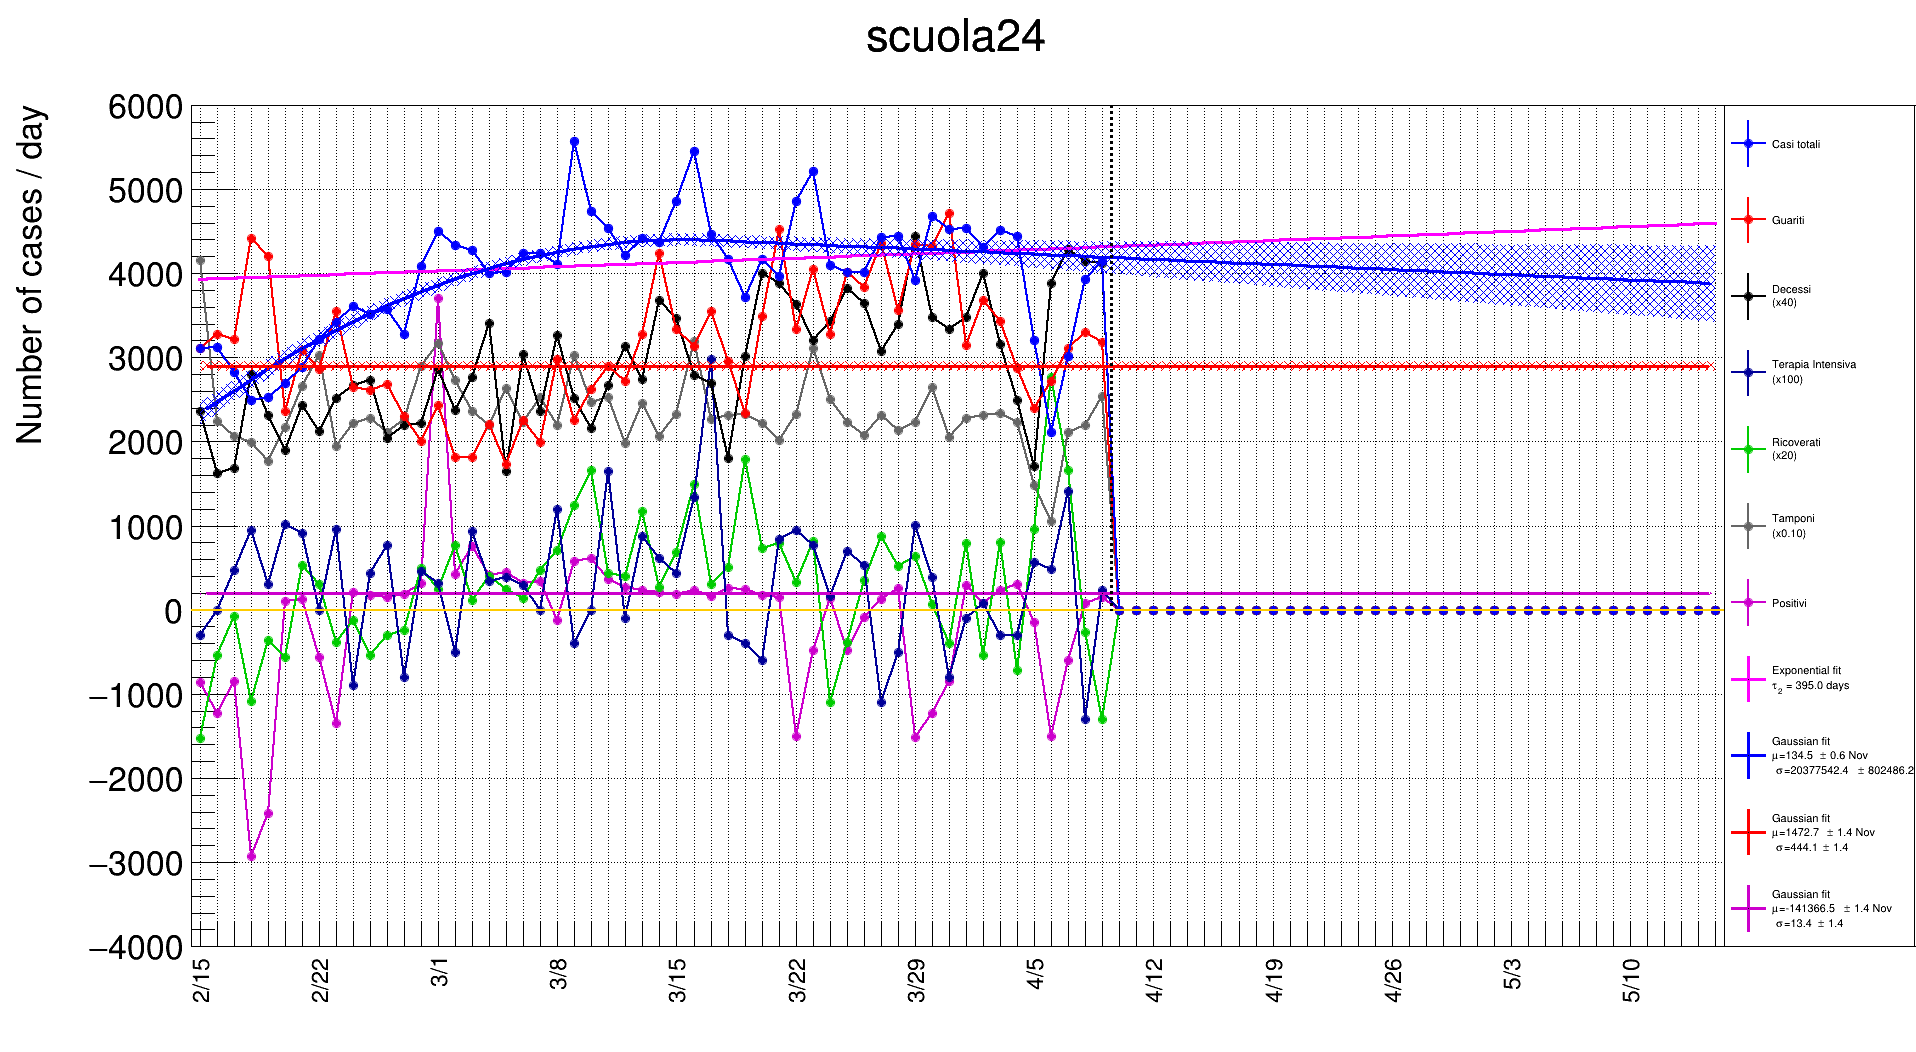 scuola24
Number of cases / day
6000
5000
4000
3000
2000
1000
0
−1000
−2000
−3000
−4000
2/15
2/22
3/1
3/8
3/15
3/22
3/29
4/5
4/12
4/19
4/26
5/3
5/10
Casi totali
Guariti
Decessi
(x40)
Terapia Intensiva
(x100)
Ricoverati
(x20)
Tamponi
(x0.10)
Positivi
Exponential fit
τ2 = 395.0 days
Gaussian fit
μ=134.5 ± 0.6 Nov
σ=20377542.4 ± 802486.2
Gaussian fit
μ=1472.7 ± 1.4 Nov
σ=444.1 ± 1.4
Gaussian fit
μ=-141366.5 ± 1.4 Nov
σ=13.4 ± 1.4